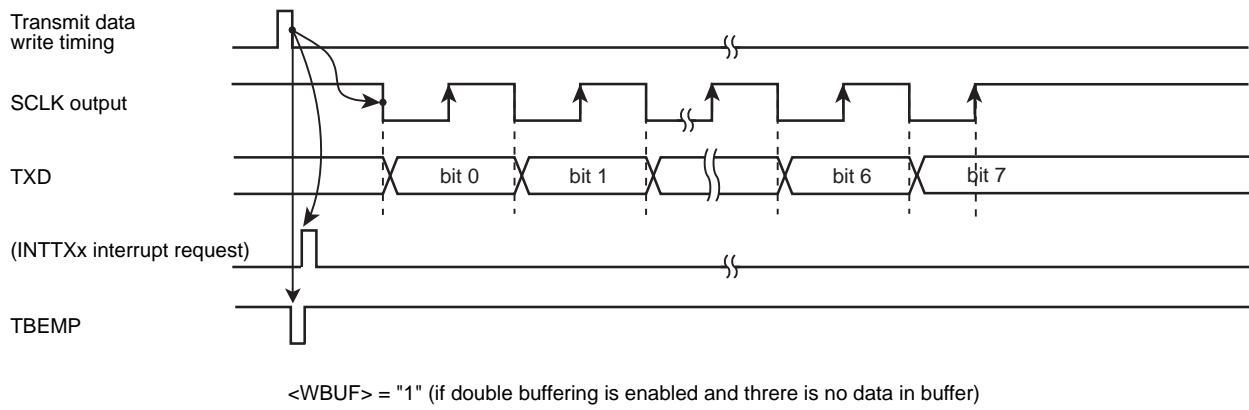 Transmit data
write timing
SCLK output
TXD
bit 0
bit 1
bit 6
bit 7
(INTTXx interrupt request)
TBEMP
<WBUF> = "1" (if double buffering is enabled and threre is no data in buffer)